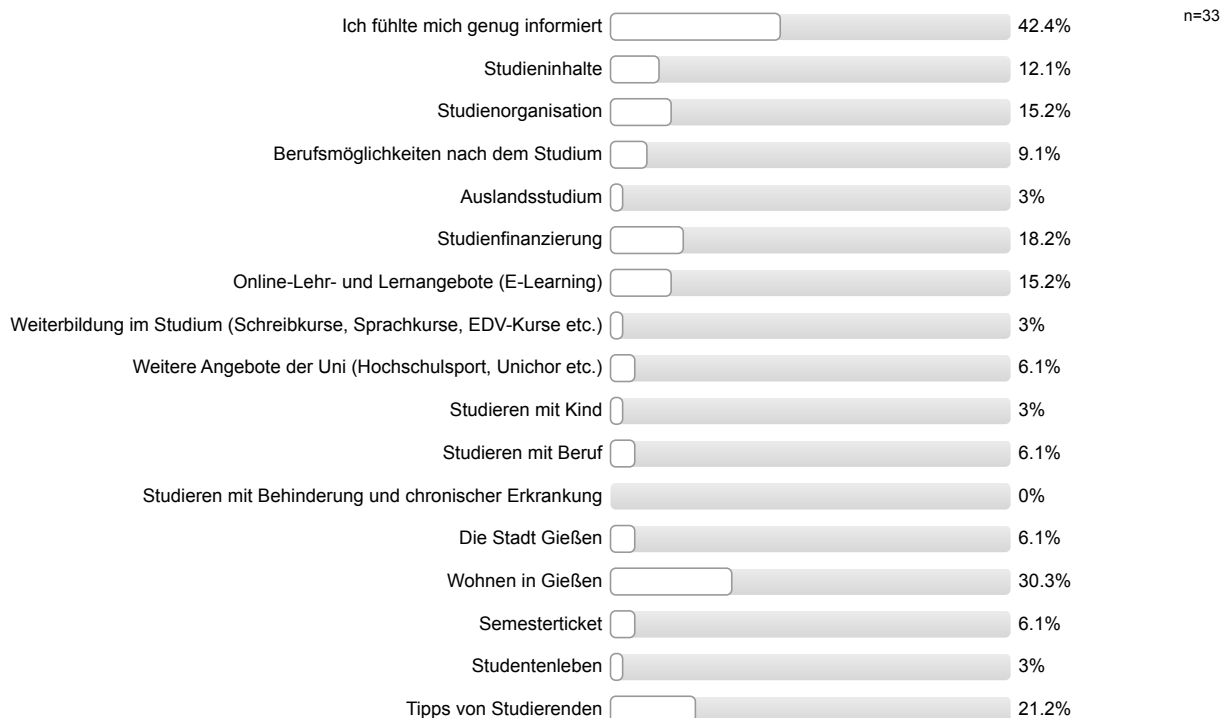 Ich fühlte mich genug informiert 42.4% n=33
Studieninhalte 12.1%
Studienorganisation 15.2%
Berufsmöglichkeiten nach dem Studium 9.1%
Auslandsstudium 3%
Studienfinanzierung 18.2%
Online-Lehr- und Lernangebote (E-Learning) 15.2%
Weiterbildung im Studium (Schreibkurse, Sprachkurse, EDV-Kurse etc.) 3%
Weitere Angebote der Uni (Hochschulsport, Unichor etc.) 6.1%
Studieren mit Kind 3%
Studieren mit Beruf 6.1%
Studieren mit Behinderung und chronischer Erkrankung 0%
Die Stadt Gießen 6.1%
Wohnen in Gießen 30.3%
Semesterticket 6.1%
Studentenleben 3%
Tipps von Studierenden 21.2%